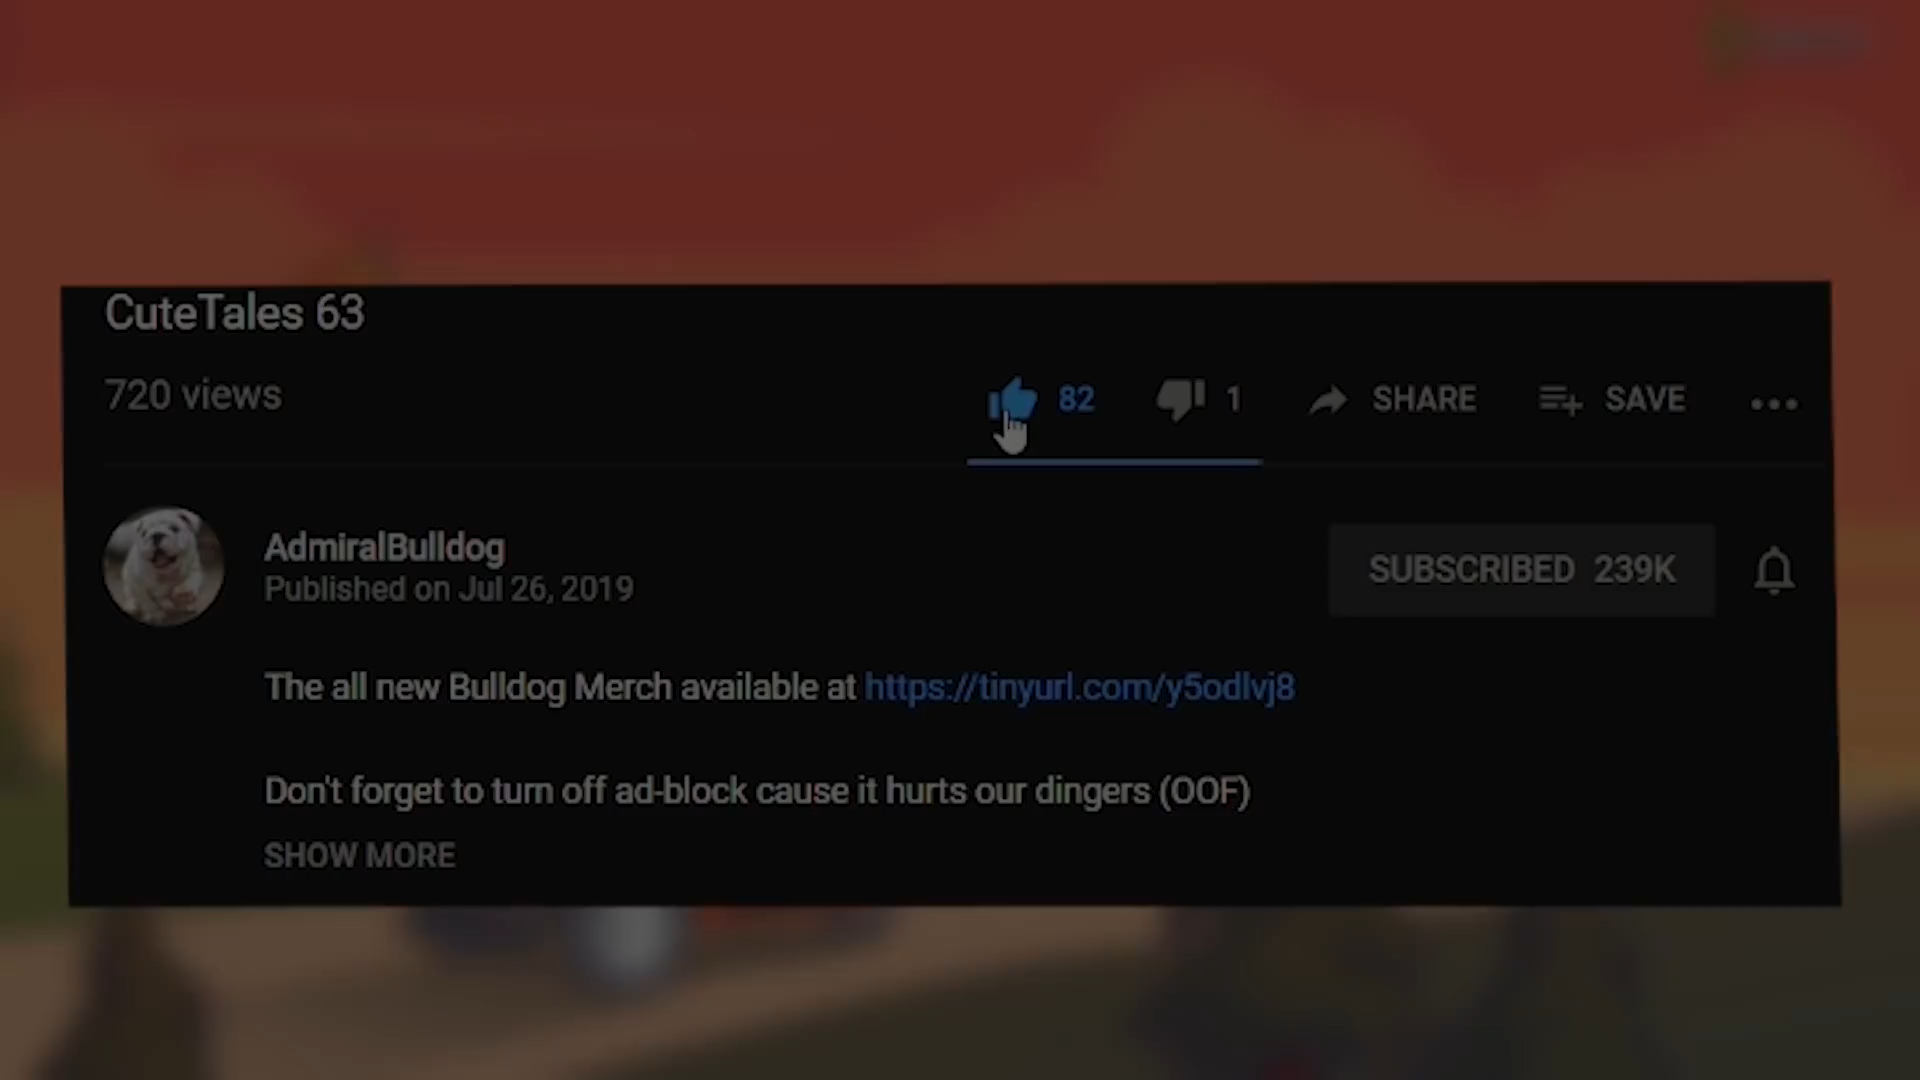 CuteTales 63
720 views
82 1 SHARE SAVE
AdmiralBulldog
Published on Jul 26, 2019
SUBSCRIBED 239K
The all new Bulldog Merch available at https://tinyurl.com/y5odlvj8
Don't forget to turn off ad-block cause it hurts our dingers (OOF)
SHOW MORE